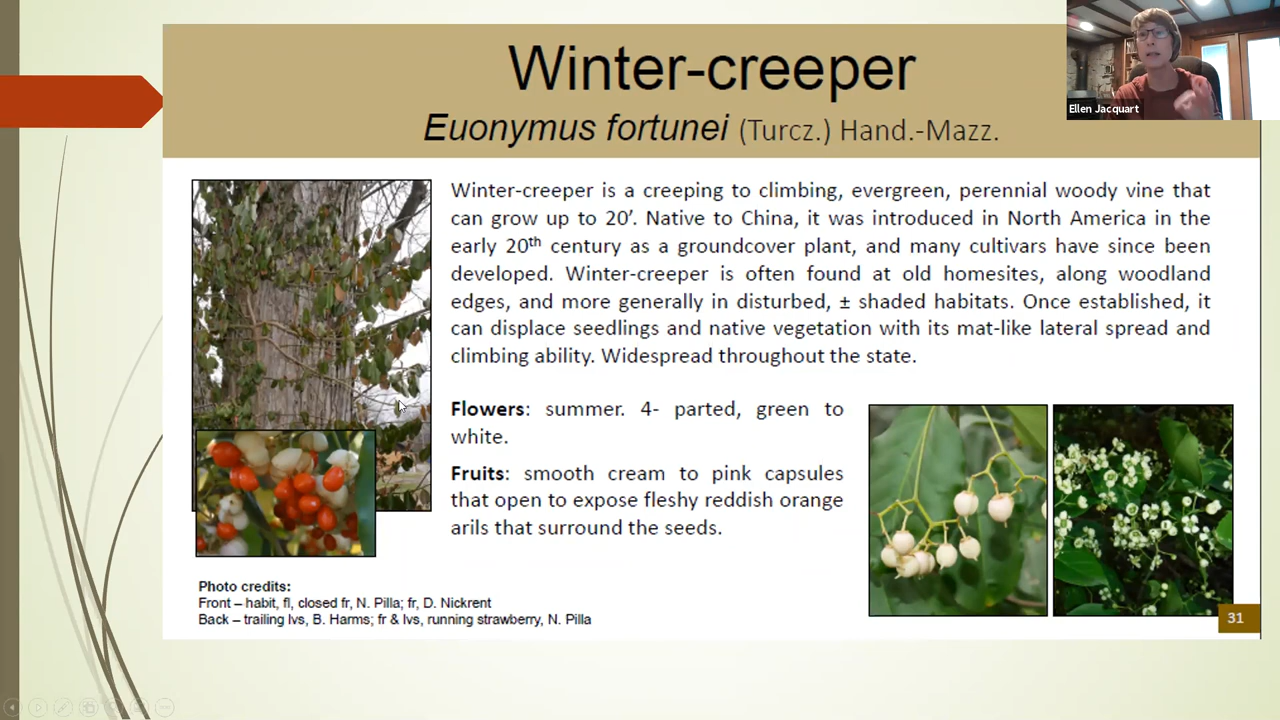 Winter-creeper
Euonymus fortunei (Turcz.) Hand.-Mazz.
Ellen Jacquart
Winter-creeper is a creeping to climbing, evergreen, perennial woody vine that
can grow up to 20’. Native to China, it was introduced in North America in the
early 20th century as a groundcover plant, and many cultivars have since been
developed. Winter-creeper is often found at old homesites, along woodland
edges, and more generally in disturbed, ± shaded habitats. Once established, it
can displace seedlings and native vegetation with its mat-like lateral spread and
climbing ability. Widespread throughout the state.
Flowers: summer. 4- parted, green to
white.
Fruits: smooth cream to pink capsules
that open to expose fleshy reddish orange
arils that surround the seeds.
Photo credits:
Front – habit, fl, closed fr, N. Pilla; fr, D. Nickrent
Back – trailing lvs, B. Harms; fr & lvs, running strawberry, N. Pilla
31